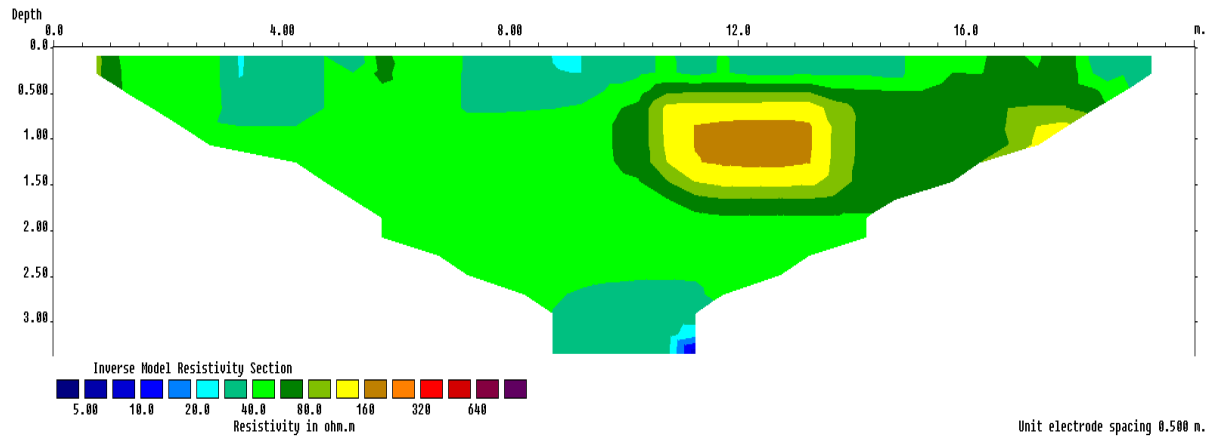 Depth
0.0 4.00 8.00 12.0 16.0 m.
0.0
0.500
1.00
1.50
2.00
2.50
3.00
Inverse Model Resistivity Section
5.00 10.0 20.0 40.0 80.0 160 320 640
Resistivity in ohm.m
Unit electrode spacing 0.500 m.